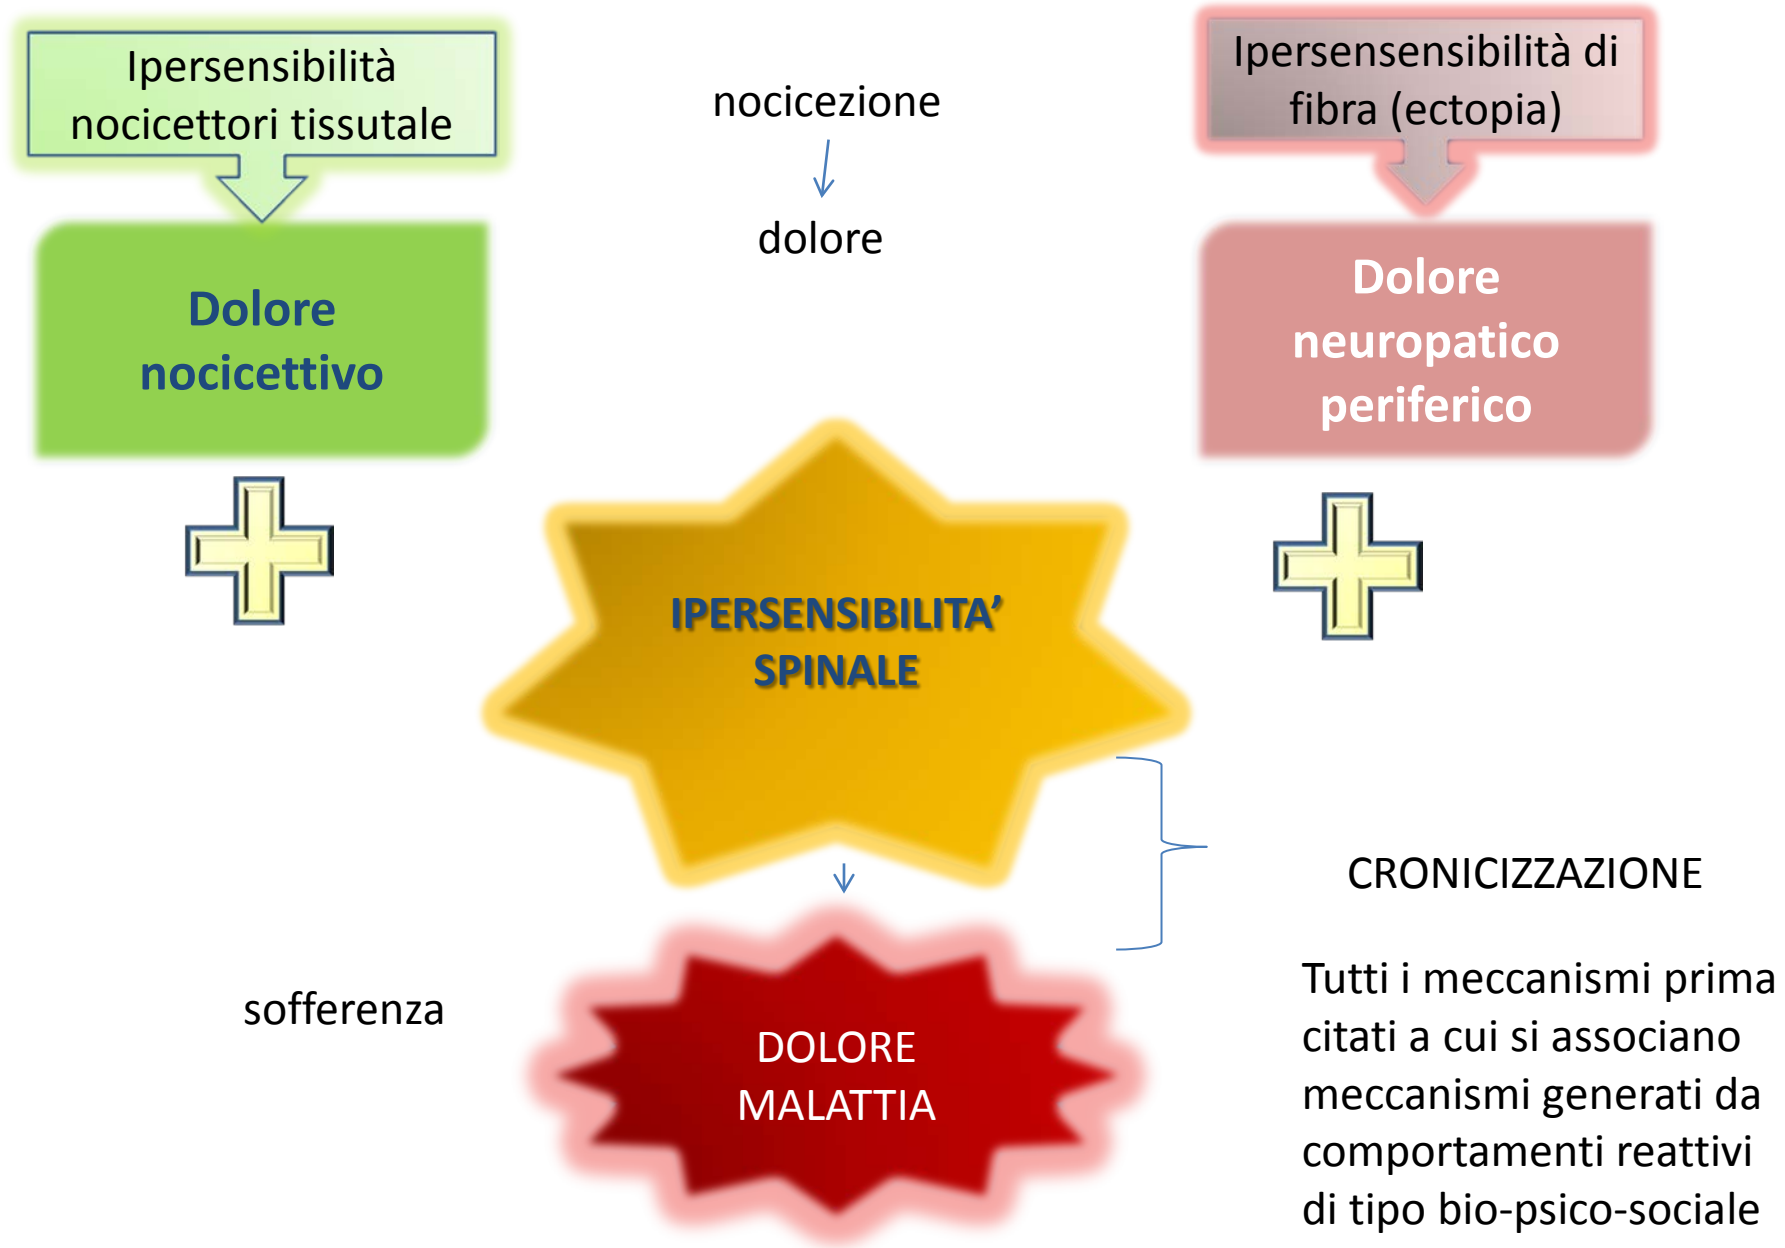 Ipersensibilità
nocicettori tissutale
nocicezione
dolore
Ipersensensibilità di
fibra (ectopia)
Dolore
nocicettivo
Dolore
neuropatico
periferico
IPERSENSIBILITA’
SPINALE
CRONICIZZAZIONE
sofferenza
DOLORE
MALATTIA
Tutti i meccanismi prima
citati a cui si associano
meccanismi generati da
comportamenti reattivi
di tipo bio-psico-sociale